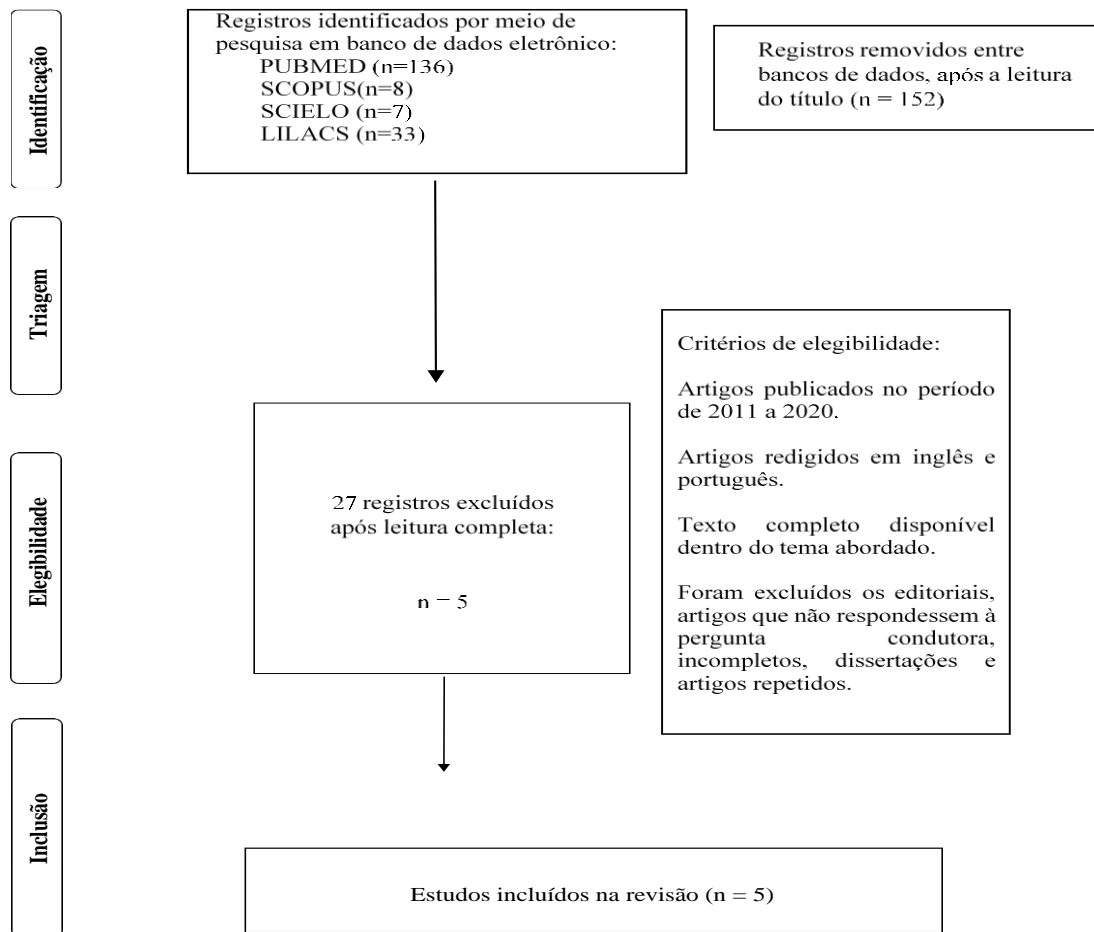 Identificação
Registros identificados por meio de
pesquisa em banco de dados eletrônico:
PUBMED (n=136)
SCOPUS(n=8)
SCIELO (n=7)
LILACS (n=33)
Registros removidos entre
bancos de dados, após a leitura
do título (n = 152)
Triagem
Critérios de elegibilidade:
Artigos publicados no período
de 2011 a 2020.
Artigos redigidos em inglês e
português.
Texto completo disponível
dentro do tema abordado.
Foram excluídos os editoriais,
artigos que não respondessem à
pergunta condutora,
incompletos, dissertações e
artigos repetidos.
Elegibilidade
27 registros excluídos
após leitura completa:
n = 5
Inclusão
Estudos incluídos na revisão (n = 5)